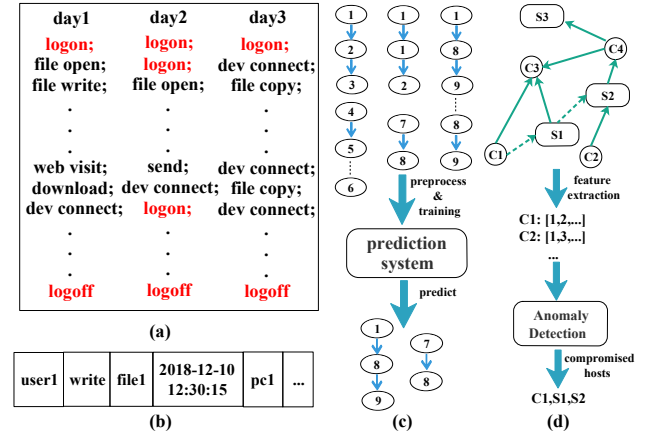 day1
logon;
file open;
file write;
.
.
.
web visit;
download;
dev connect;
.
.
.
logoff
day2
logon;
logon;
file open;
.
.
.
send;
dev connect;
logon;
.
.
.
logoff
day3
logon;
dev connect;
file copy;
.
.
.
dev connect;
file copy;
dev connect;
.
.
.
logoff
(a)
user1 write file1 2018-12-10 12:30:15 pc1 ...
(b)
1
2
3
4
5
6
1
1
2
7
8
1
8
9
8
9
preprocess
&
training
prediction
system
predict
1
8
9
7
8
(c)
S3
C4
C3
S2
S1
C1
C2
feature
extraction
C1: [1,2,...]
C2: [1,3,...]
...
Anomaly
Detection
compromised
hosts
C1,S1,S2
(d)